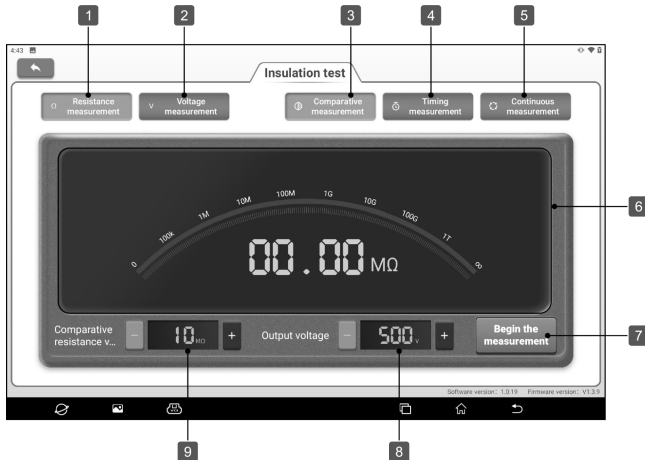 1
2
3
4
5
4:43
Insulation test
Ω Resistance measurement
V Voltage measurement
Comparative measurement
Timing measurement
Continuous measurement
0
100k
1M
10M
100M
1G
10G
100G
1T
∞
6
00.00 MΩ
Comparative
resistance v...
−
10 MΩ
+
Output voltage
−
500 V
+
Begin the
measurement
7
Software version: 1.0.19 Firmware version: V1.3.9
9
8